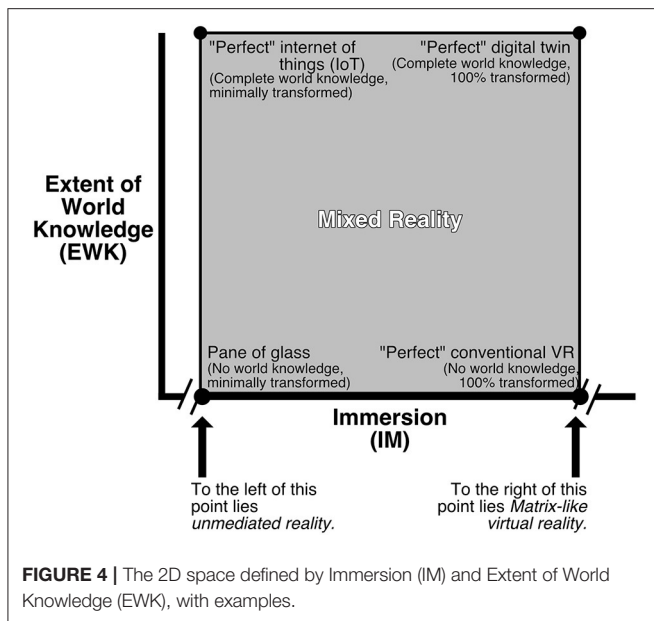 "Perfect" internet of
things (IoT)
(Complete world knowledge,
minimally transformed)
"Perfect" digital twin
(Complete world knowledge,
100% transformed)
Extent of
World
Knowledge
(EWK)
Mixed Reality
Pane of glass
(No world knowledge,
minimally transformed)
"Perfect" conventional VR
(No world knowledge,
100% transformed)
Immersion
(IM)
To the left of this
point lies
unmediated reality.
To the right of this
point lies Matrix-like
virtual reality.
FIGURE 4 | The 2D space defined by Immersion (IM) and Extent of World
Knowledge (EWK), with examples.